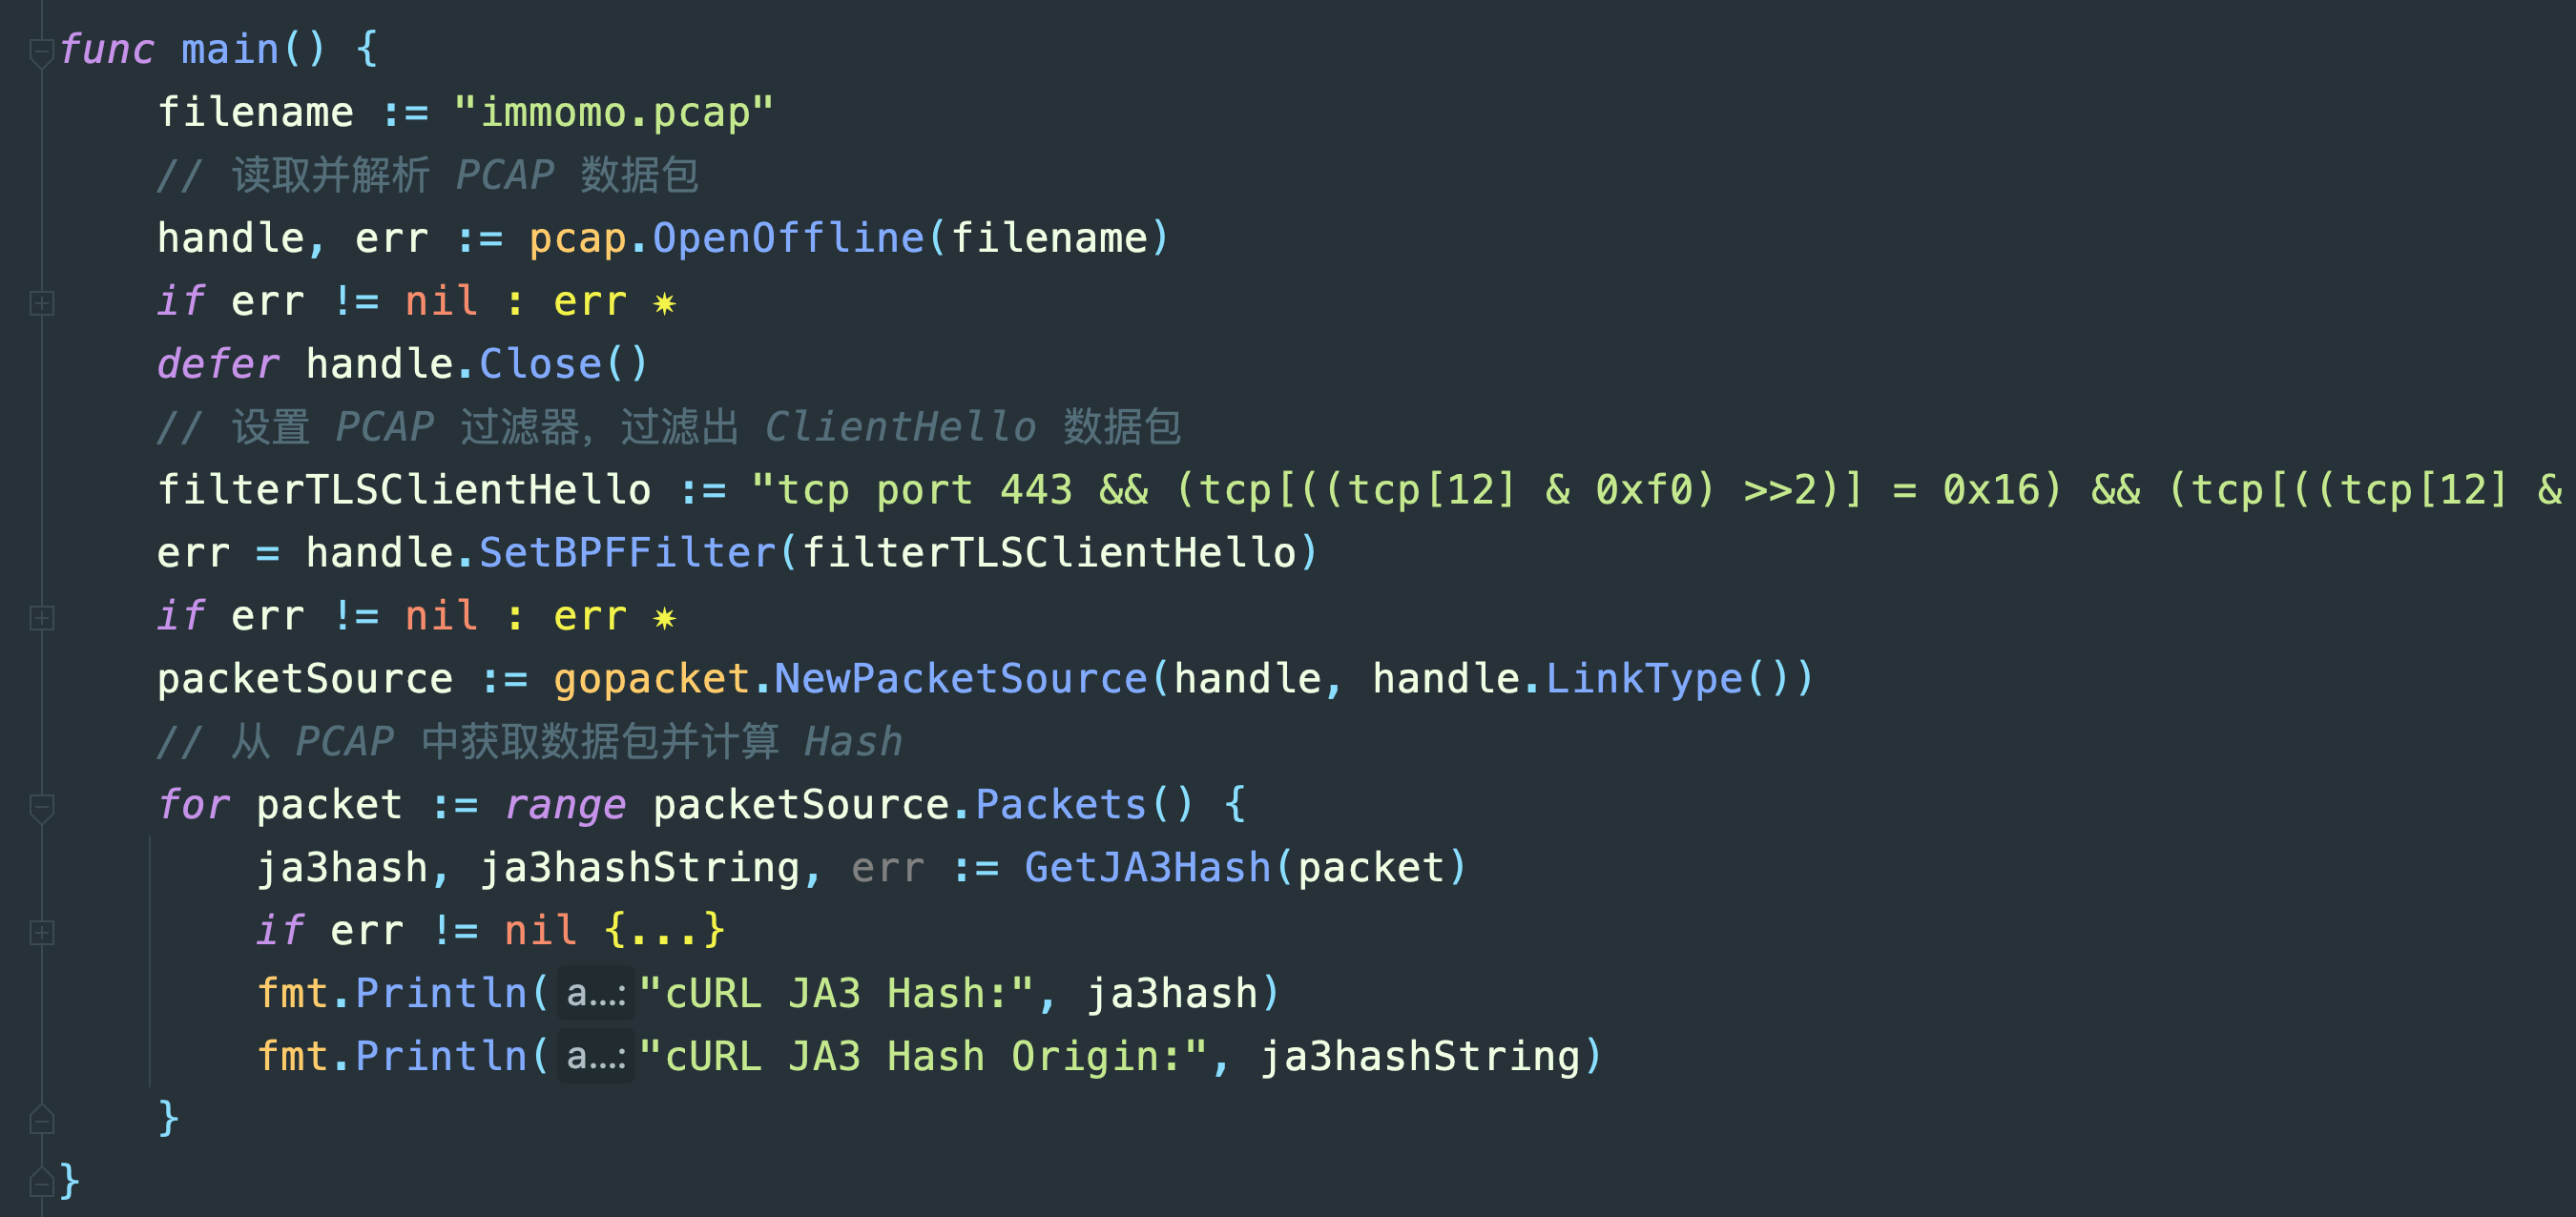 func main() {
filename := "immomo.pcap"
// 读取并解析 PCAP 数据包
handle, err := pcap.OpenOffline(filename)
if err != nil : err ✷
defer handle.Close()
// 设置 PCAP 过滤器，过滤出 ClientHello 数据包
filterTLSClientHello := "tcp port 443 && (tcp[((tcp[12] & 0xf0) >>2)] = 0x16) && (tcp[((tcp[12] &
err = handle.SetBPFFilter(filterTLSClientHello)
if err != nil : err ✷
packetSource := gopacket.NewPacketSource(handle, handle.LinkType())
// 从 PCAP 中获取数据包并计算 Hash
for packet := range packetSource.Packets() {
ja3hash, ja3hashString, err := GetJA3Hash(packet)
if err != nil {...}
fmt.Println( a...: "cURL JA3 Hash:", ja3hash)
fmt.Println( a...: "cURL JA3 Hash Origin:", ja3hashString)
}
}